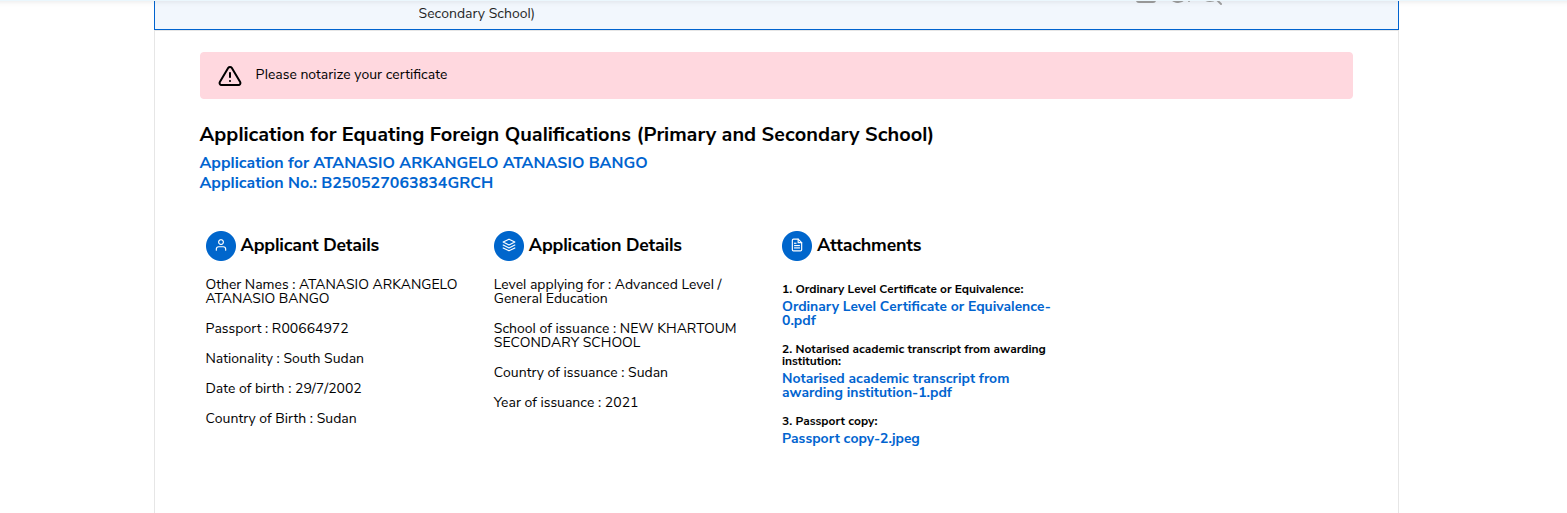 Secondary School)
Please notarize your certificate
Application for Equating Foreign Qualifications (Primary and Secondary School)
Application for ATANASIO ARKANGELO ATANASIO BANGO
Application No.: B250527063834GRCH
Applicant Details
Other Names : ATANASIO ARKANGELO
ATANASIO BANGO
Passport : R00664972
Nationality : South Sudan
Date of birth : 29/7/2002
Country of Birth : Sudan
Application Details
Level applying for : Advanced Level /
General Education
School of issuance : NEW KHARTOUM
SECONDARY SCHOOL
Country of issuance : Sudan
Year of issuance : 2021
Attachments
1. Ordinary Level Certificate or Equivalence:
Ordinary Level Certificate or Equivalence-
0.pdf
2. Notarised academic transcript from awarding
institution:
Notarised academic transcript from
awarding institution-1.pdf
3. Passport copy:
Passport copy-2.jpeg